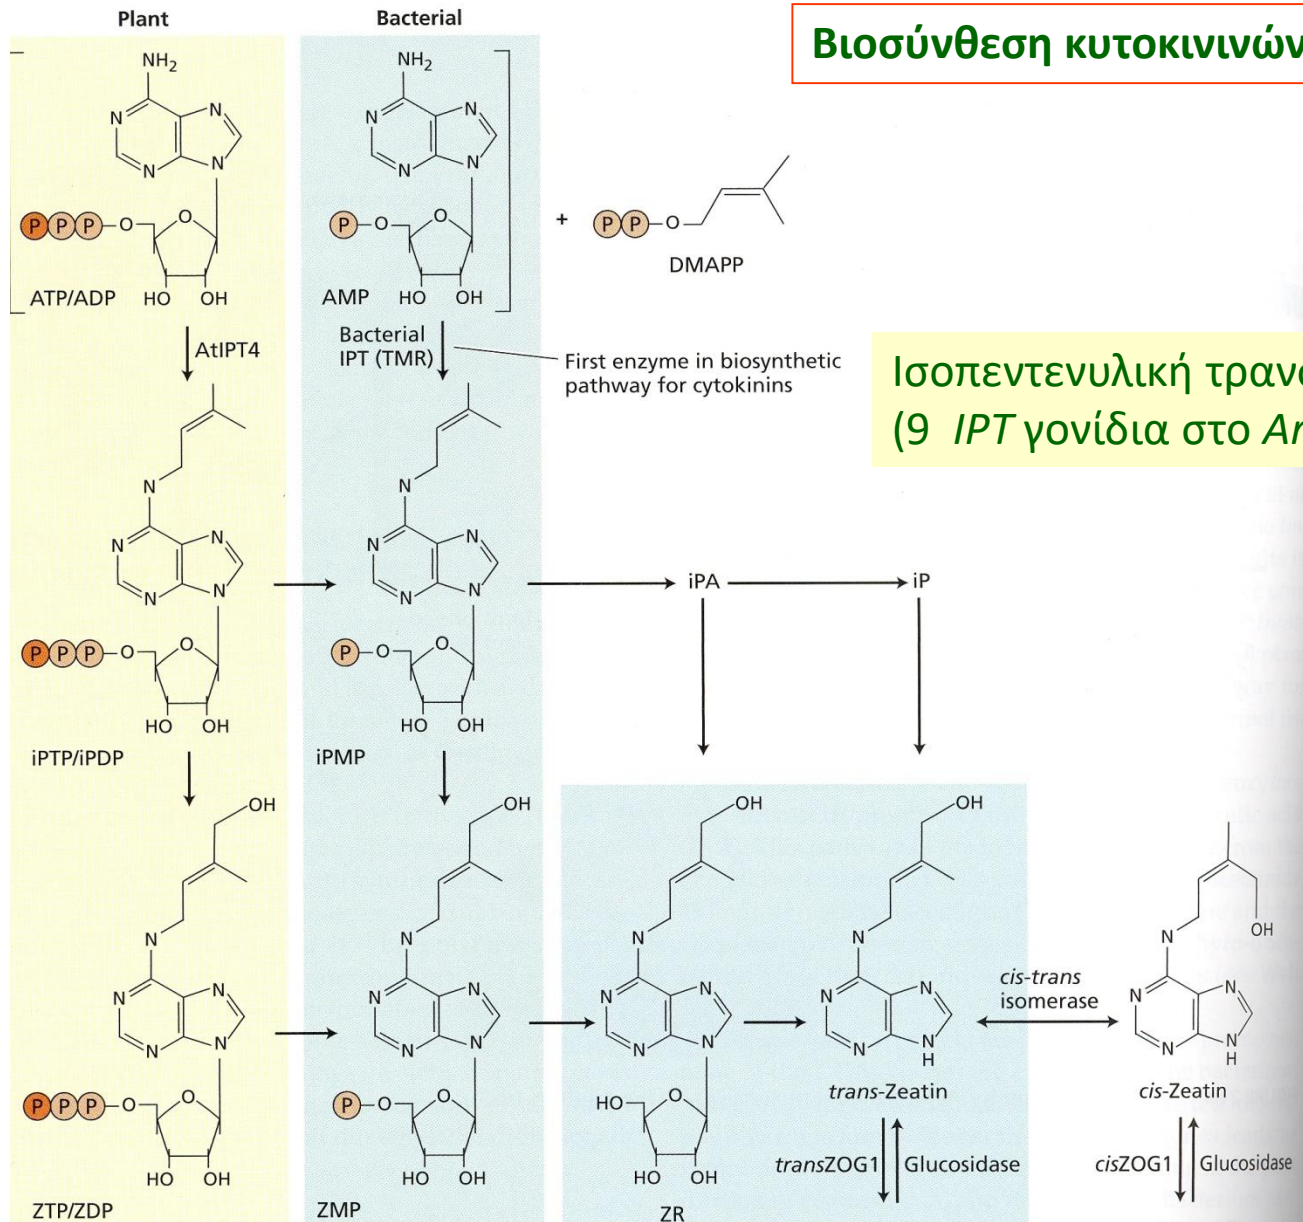 Plant
Bacterial
Βιοσύνθεση κυτοκινινών
NH2
N
N
N
N
O
P P P O
HO OH
ATP/ADP
NH2
N
N
N
N
O
P O
HO OH
AMP
+
P P O
DMAPP
AtIPT4
Bacterial
IPT (TMR)
First enzyme in biosynthetic
pathway for cytokinins
Ισοπεντενυλική
(9 IPT γονίδια στο
N
N
N
N
N
O
P P P O
HO OH
iPTP/iPDP
N
N
N
N
N
O
P O
HO OH
iPMP
iPA
iP
OH
N
N
N
N
N
O
P P P O
HO OH
ZTP/ZDP
OH
N
N
N
N
N
O
P O
HO OH
ZMP
OH
N
N
N
N
N
HO
O
HO OH
ZR
OH
N
N
N
N
N
H
trans-Zeatin
transZOG1
Glucosidase
cis-trans
isomerase
OH
N
N
N
N
N
H
cis-Zeatin
cisZOG1
Glucosidase